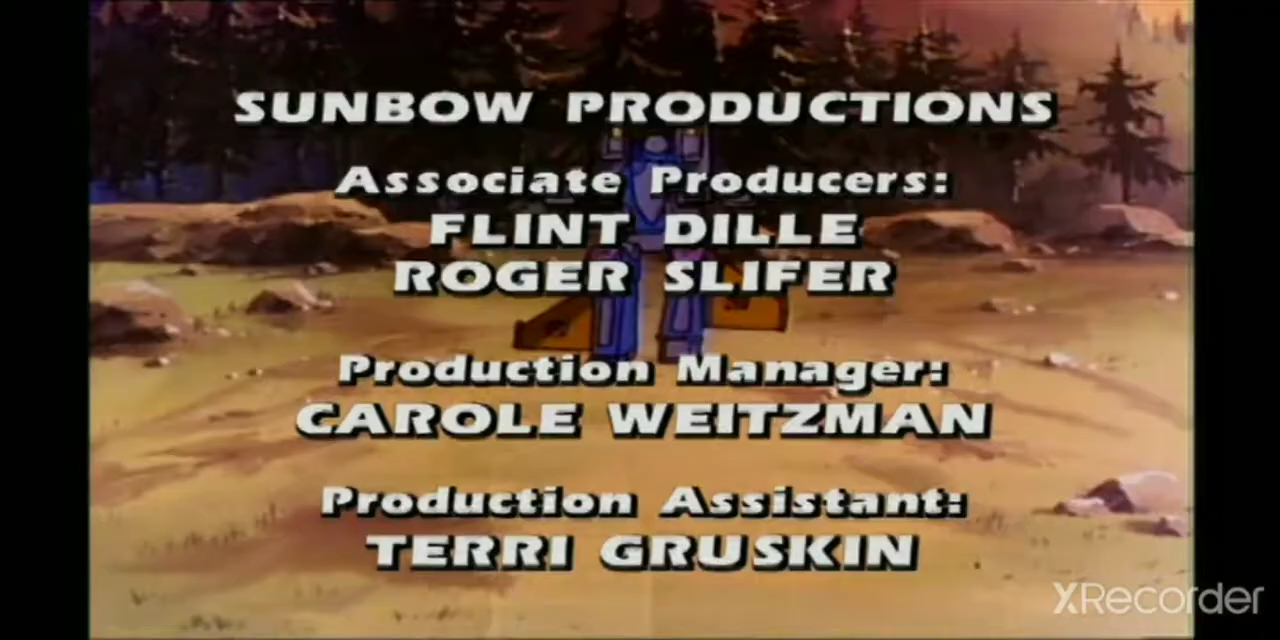 SUNBOW PRODUCTIONS
Associate Producers:
FLINT DILLE
ROGER SLIFER
Production Manager:
CAROLE WEITZMAN
Production Assistant:
TERRI GRUSKIN
XRecorder